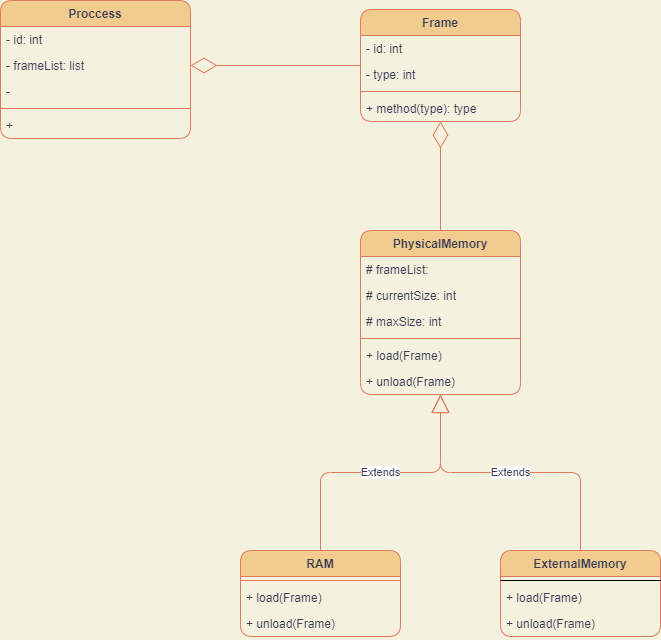 Proccess
- id: int
- frameList: list
-
+
Frame
- id: int
- type: int
+ method(type): type
PhysicalMemory
# frameList:
# currentSize: int
# maxSize: int
+ load(Frame)
+ unload(Frame)
Extends
Extends
RAM
+ load(Frame)
+ unload(Frame)
ExternalMemory
+ load(Frame)
+ unload(Frame)